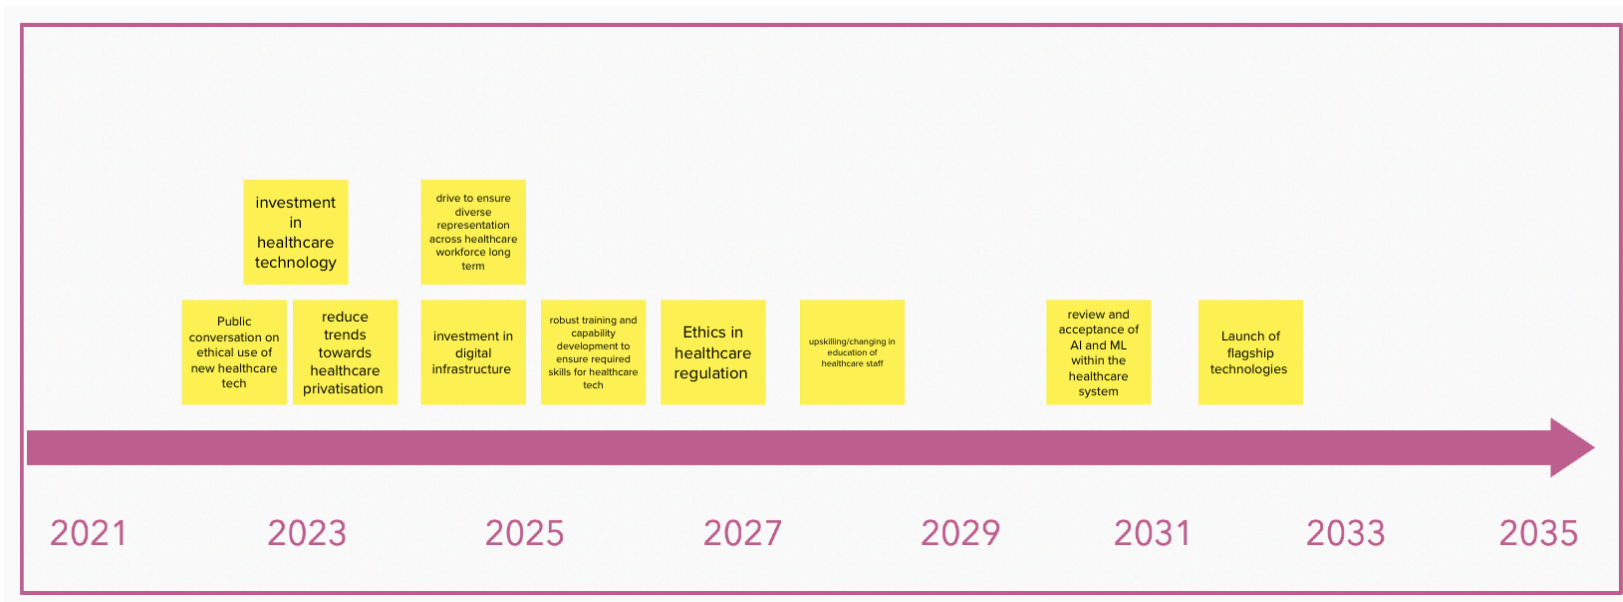 investment
in
healthcare
technology
drive to ensure
diverse
representation
across healthcare
workforce long
term
Public
conversation on
ethical use of
new healthcare
tech
reduce
trends
towards
healthcare
privatisation
investment in
digital
infrastructure
robust training and
capability
development to
ensure required
skills for healthcare
tech
Ethics in
healthcare
regulation
upskilling/changing in
education of
healthcare staff
review and
acceptance of
AI and ML
within the
healthcare
system
Launch of
flagship
technologies
2021
2023
2025
2027
2029
2031
2033
2035